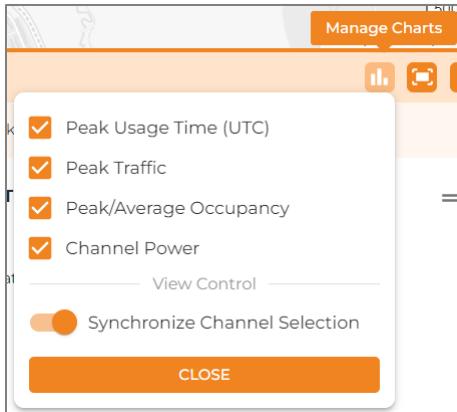 Manage Charts
Peak Usage Time (UTC)
Peak Traffic
Peak/Average Occupancy
Channel Power
View Control
Synchronize Channel Selection
CLOSE